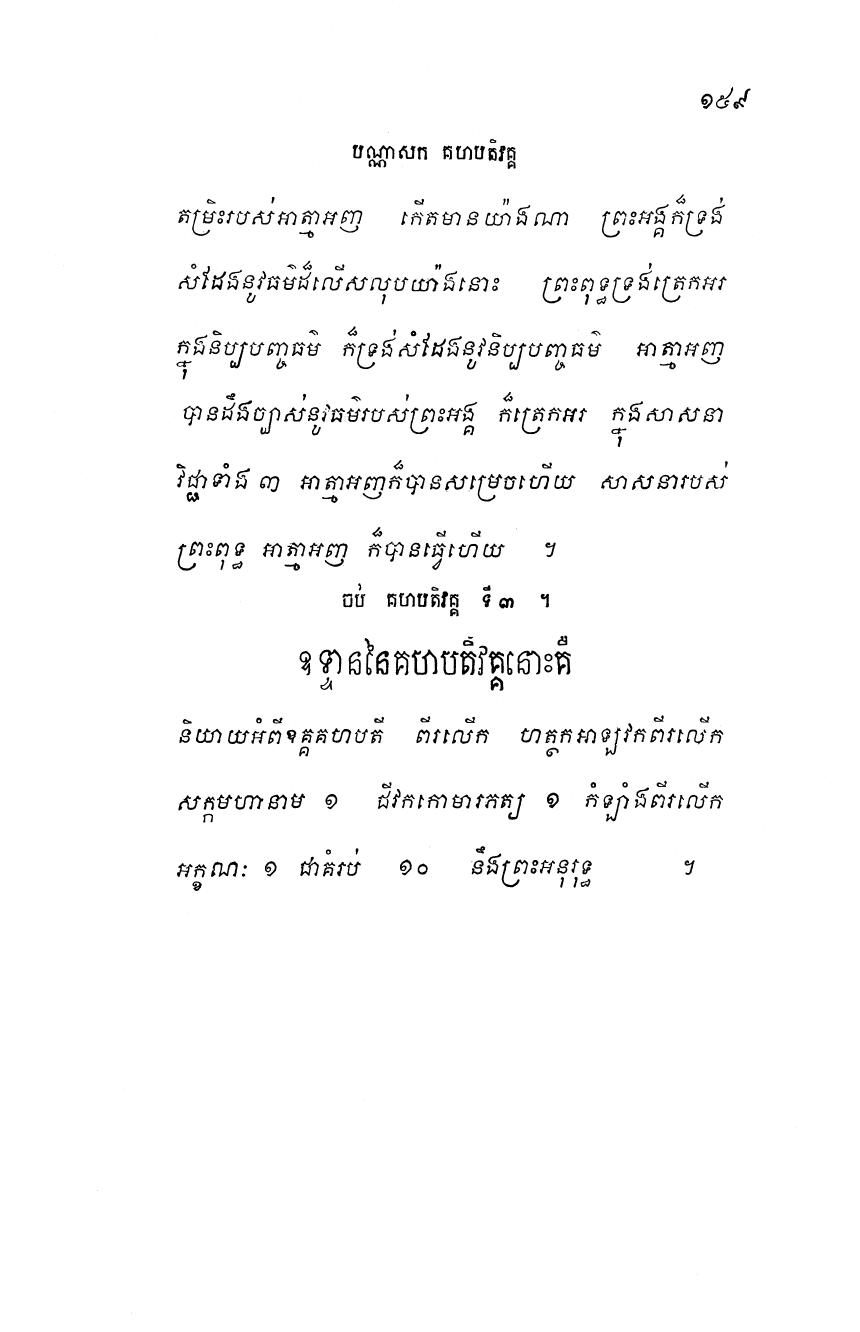 ១៥៩
បណ្ណាសក គហបតិវគ្គ
តម្រិះរបស់អាត្មាអញ កើតមានយ៉ាងណា ព្រះអង្គក៏ទ្រង់
សំដែងនូវធម៌ដ៏លើសលុបយ៉ាងនោះ ព្រះពុទ្ធទ្រង់ត្រេកអរ
ក្នុងនិប្បបញ្ចធម៌ ក៏ទ្រង់សំដែងនូវនិប្បបញ្ចធម៌ អាត្មាអញ
បានដឹងច្បាស់នូវធម៌របស់ព្រះអង្គ ក៏ត្រេកអរ ក្នុងសាសនា
វិជ្ជាទាំង ៣ អាត្មាអញក៏បានសម្រេចហើយ សាសនារបស់
ព្រះពុទ្ធ អាត្មាអញ ក៏បានធ្វើហើយ ។
ចប់ គហបតិវគ្គ ទី ៣ ។
ឧទ្ទាននៃគហបតិវគ្គនោះគឺ
និយាយអំពីឧគ្គគហបតី ពីរលើក ហត្ថកអាឡវកពីរលើក
សក្កមហានាម ១ ជីវកកោមារភត្យ ១ កំឡាំងពីរលើក
អក្ខណៈ ១ ជាគំរប់ ១០ នឹងព្រះអនុរុទ្ធ ។